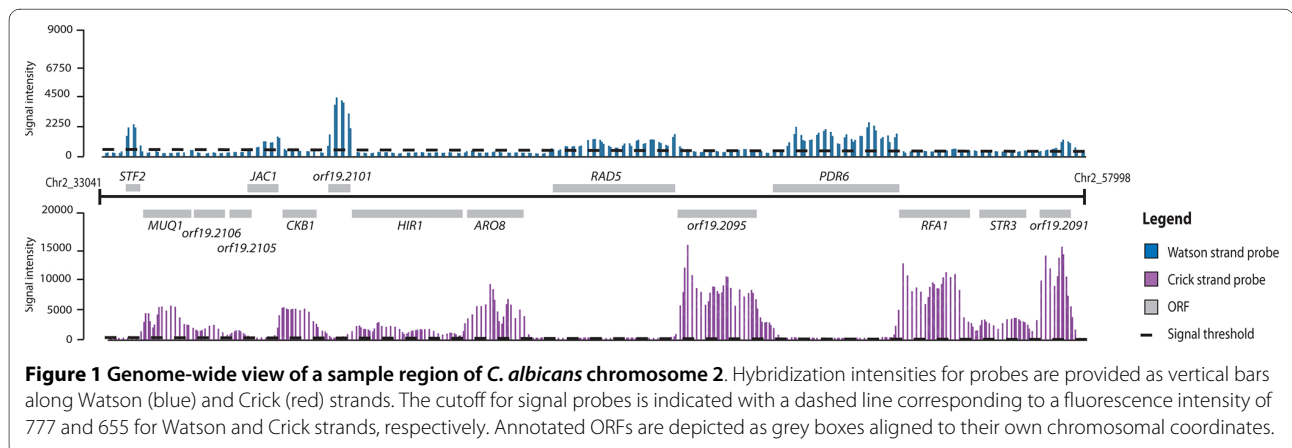 9000
6750
4500
2250
0
Signal intensity
STF2
JAC1
orf19.2101
RAD5
PDR6
Chr2_33041
Chr2_57998
MUQ1
orf19.2106
orf19.2105
CKB1
HIR1
ARO8
orf19.2095
RFA1
STR3
orf19.2091
20000
15000
10000
5000
0
Signal intensity
Legend
Watson strand probe
Crick strand probe
ORF
Signal threshold
Figure 1 Genome-wide view of a sample region of C. albicans chromosome 2. Hybridization intensities for probes are provided as vertical bars
along Watson (blue) and Crick (red) strands. The cutoff for signal probes is indicated with a dashed line corresponding to a fluorescence intensity of
777 and 655 for Watson and Crick strands, respectively. Annotated ORFs are depicted as grey boxes aligned to their own chromosomal coordinates.